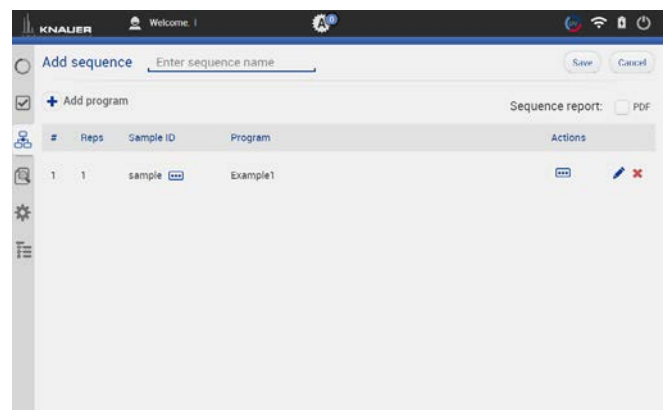 KNAUER Welcome, I
Add sequence Enter sequence name Save Cancel
Add program Sequence report: PDF
# Reps Sample ID Program Actions
1 1 sample Example1